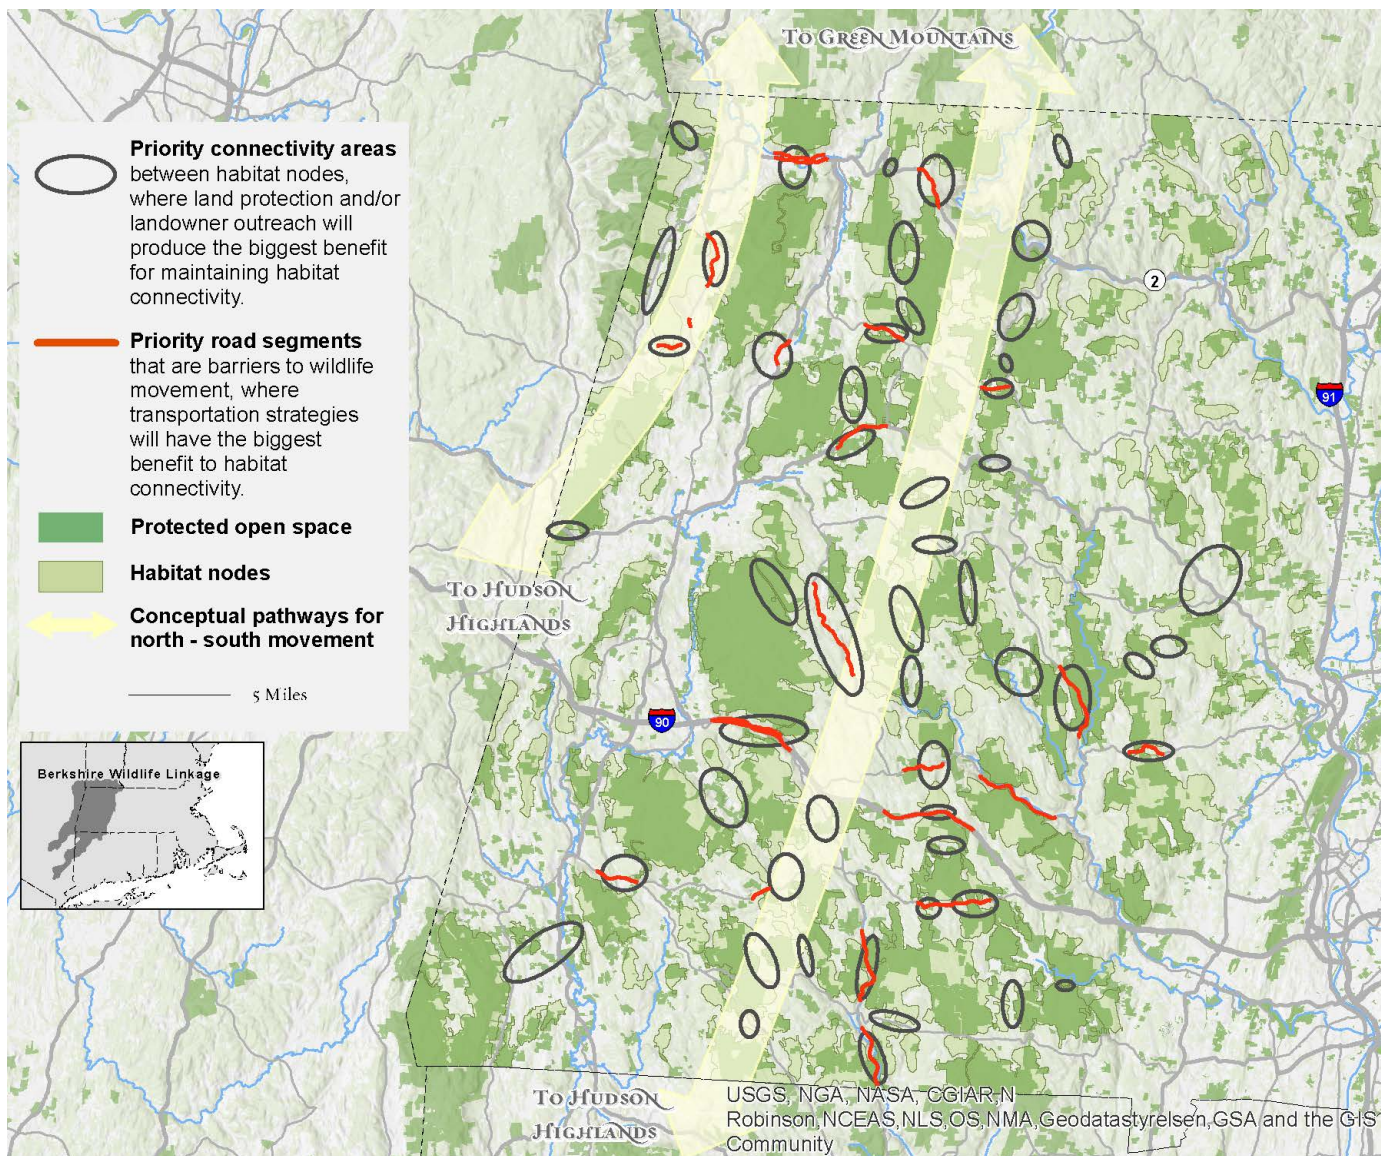 TO GREEN MOUNTAINS
Priority connectivity areas
between habitat nodes,
where land protection and/or
landowner outreach will
produce the biggest benefit
for maintaining habitat
connectivity.
2
Priority road segments
that are barriers to wildlife
movement, where
transportation strategies
will have the biggest
benefit to habitat
connectivity.
91
Protected open space
Habitat nodes
TO HUDSON
HIGHLANDS
Conceptual pathways for
north - south movement
5 Miles
90
Berkshire Wildlife Linkage
TO HUDSON
HIGHLANDS
USGS, NGA, NASA, CGIAR,N
Robinson,NCEAS,NLS,OS,NMA,Geodatastyrelsen,GSA and the GIS
Community